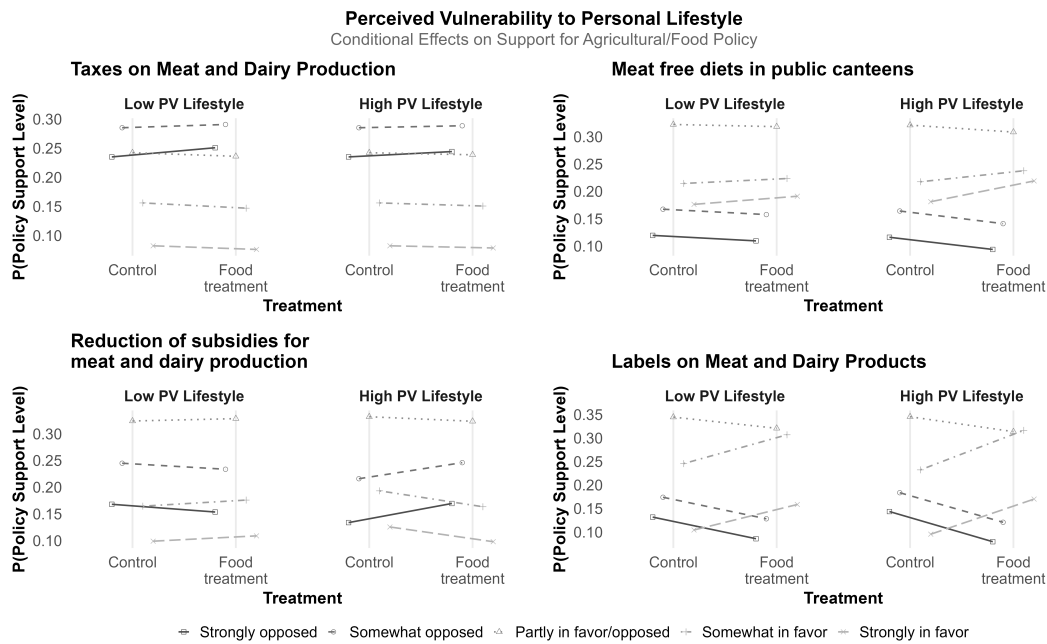 Perceived Vulnerability to Personal Lifestyle
Conditional Effects on Support for Agricultural/Food Policy
Taxes on Meat and Dairy Production
Low PV Lifestyle
High PV Lifestyle
P(Policy Support Level)
0.30
0.25
0.20
0.15
0.10
Control
Food
treatment
Control
Food
treatment
Treatment
Meat free diets in public canteens
Low PV Lifestyle
High PV Lifestyle
P(Policy Support Level)
0.30
0.25
0.20
0.15
0.10
Control
Food
treatment
Control
Food
treatment
Treatment
Reduction of subsidies for
meat and dairy production
Low PV Lifestyle
High PV Lifestyle
P(Policy Support Level)
0.30
0.25
0.20
0.15
0.10
Control
Food
treatment
Control
Food
treatment
Treatment
Labels on Meat and Dairy Products
Low PV Lifestyle
High PV Lifestyle
P(Policy Support Level)
0.35
0.30
0.25
0.20
0.15
0.10
Control
Food
treatment
Control
Food
treatment
Treatment
Strongly opposed
Somewhat opposed
Partly in favor/opposed
Somewhat in favor
Strongly in favor